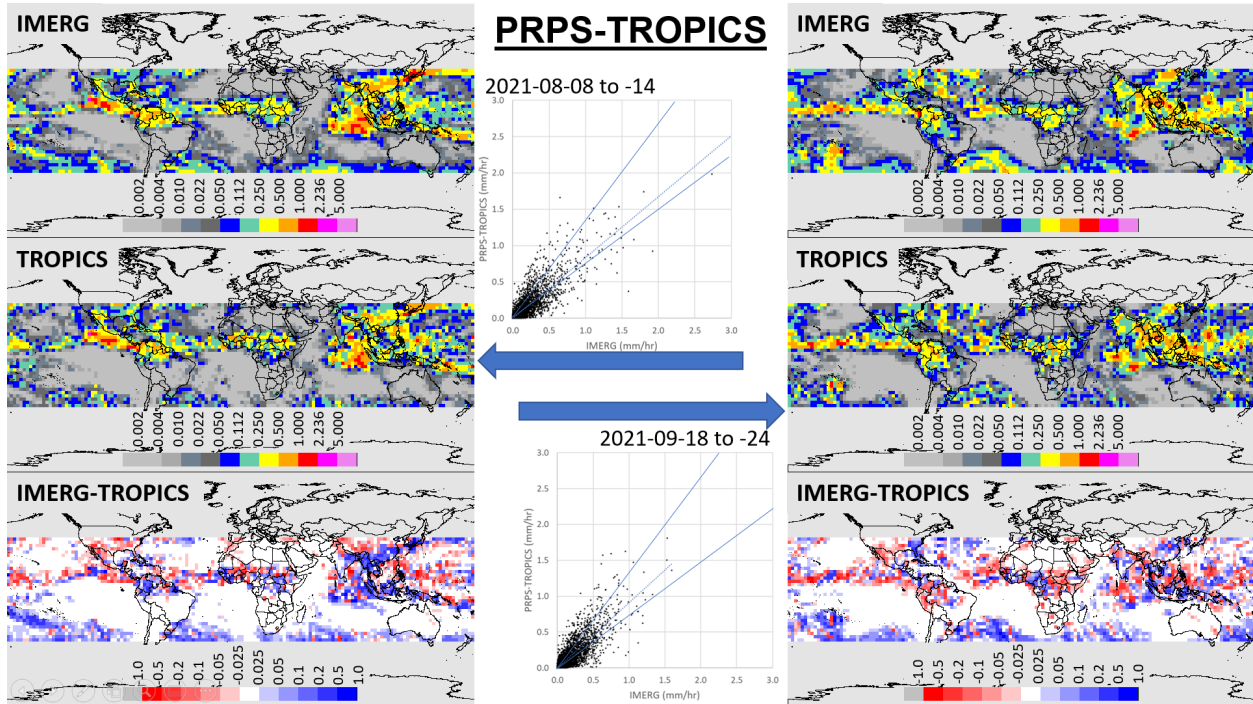 PRPS-TROPICS
IMERG
0.002 0.004 0.010 0.022 0.050 0.112 0.250 0.500 1.000 2.236 5.000
TROPICS
0.002 0.004 0.010 0.022 0.050 0.112 0.250 0.500 1.000 2.236 5.000
IMERG-TROPICS
-1.0 -0.5 -0.2 -0.1 -0.05 -0.025 0.025 0.05 0.1 0.2 0.5 1.0
2021-08-08 to -14
3.0
2.5
2.0
1.5
1.0
0.5
0.0
PRPS-TROPICS (mm/hr)
0.0 0.5 1.0 1.5 2.0 2.5 3.0
IMERG (mm/hr)
2021-09-18 to -24
3.0
2.5
2.0
1.5
1.0
0.5
0.0
PRPS-TROPICS (mm/hr)
0.0 0.5 1.0 1.5 2.0 2.5 3.0
IMERG (mm/hr)
IMERG
0.002 0.004 0.010 0.022 0.050 0.112 0.250 0.500 1.000 2.236 5.000
TROPICS
0.002 0.004 0.010 0.022 0.050 0.112 0.250 0.500 1.000 2.236 5.000
IMERG-TROPICS
-1.0 -0.5 -0.2 -0.1 -0.05 -0.025 0.025 0.05 0.1 0.2 0.5 1.0